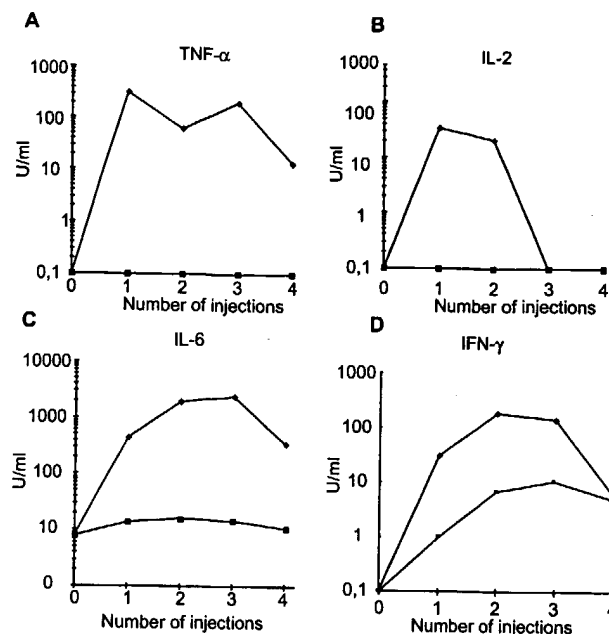 A
TNF-α
1000
100
10
1
0,1
U/ml
0 1 2 3 4
Number of injections
B
IL-2
1000
100
10
1
0,1
U/ml
0 1 2 3 4
Number of injections
C
IL-6
10000
1000
100
10
0
U/ml
0 1 2 3 4
Number of injections
D
IFN-γ
1000
100
10
1
0,1
U/ml
0 1 2 3 4
Number of injections